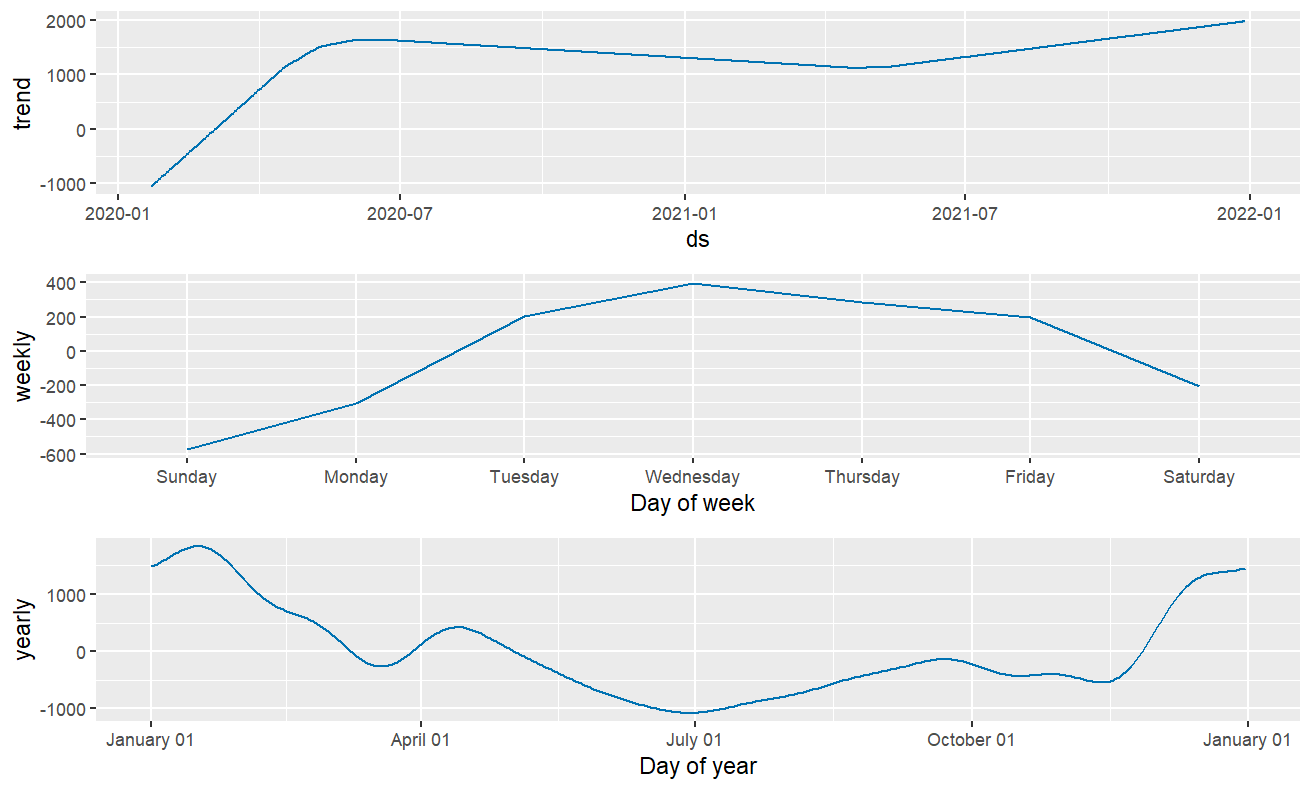 2000
1000
0
-1000
trend
2020-01 2020-07 2021-01 2021-07 2022-01
ds
400
200
0
-200
-400
-600
weekly
Sunday Monday Tuesday Wednesday Thursday Friday Saturday
Day of week
1000
0
-1000
yearly
January 01 April 01 July 01 October 01 January 01
Day of year